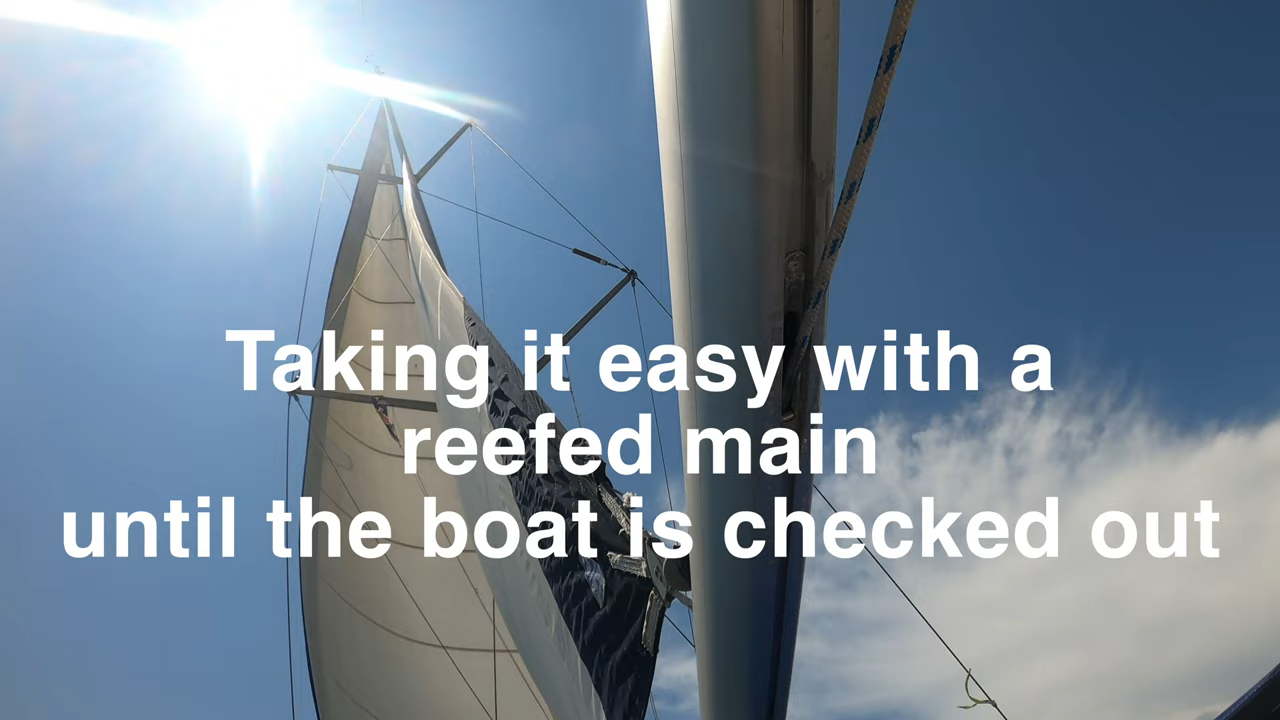 Taking it easy with a
reefed main
until the boat is checked out